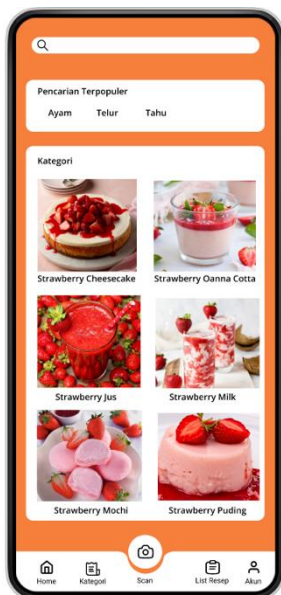 Pencarian Terpopuler
Ayam Telur Tahu
Kategori
Strawberry Cheesecake Strawberry Oanna Cotta
Strawberry Jus Strawberry Milk
Strawberry Mochi Strawberry Puding
Home Kategori Scan List Resep Akun